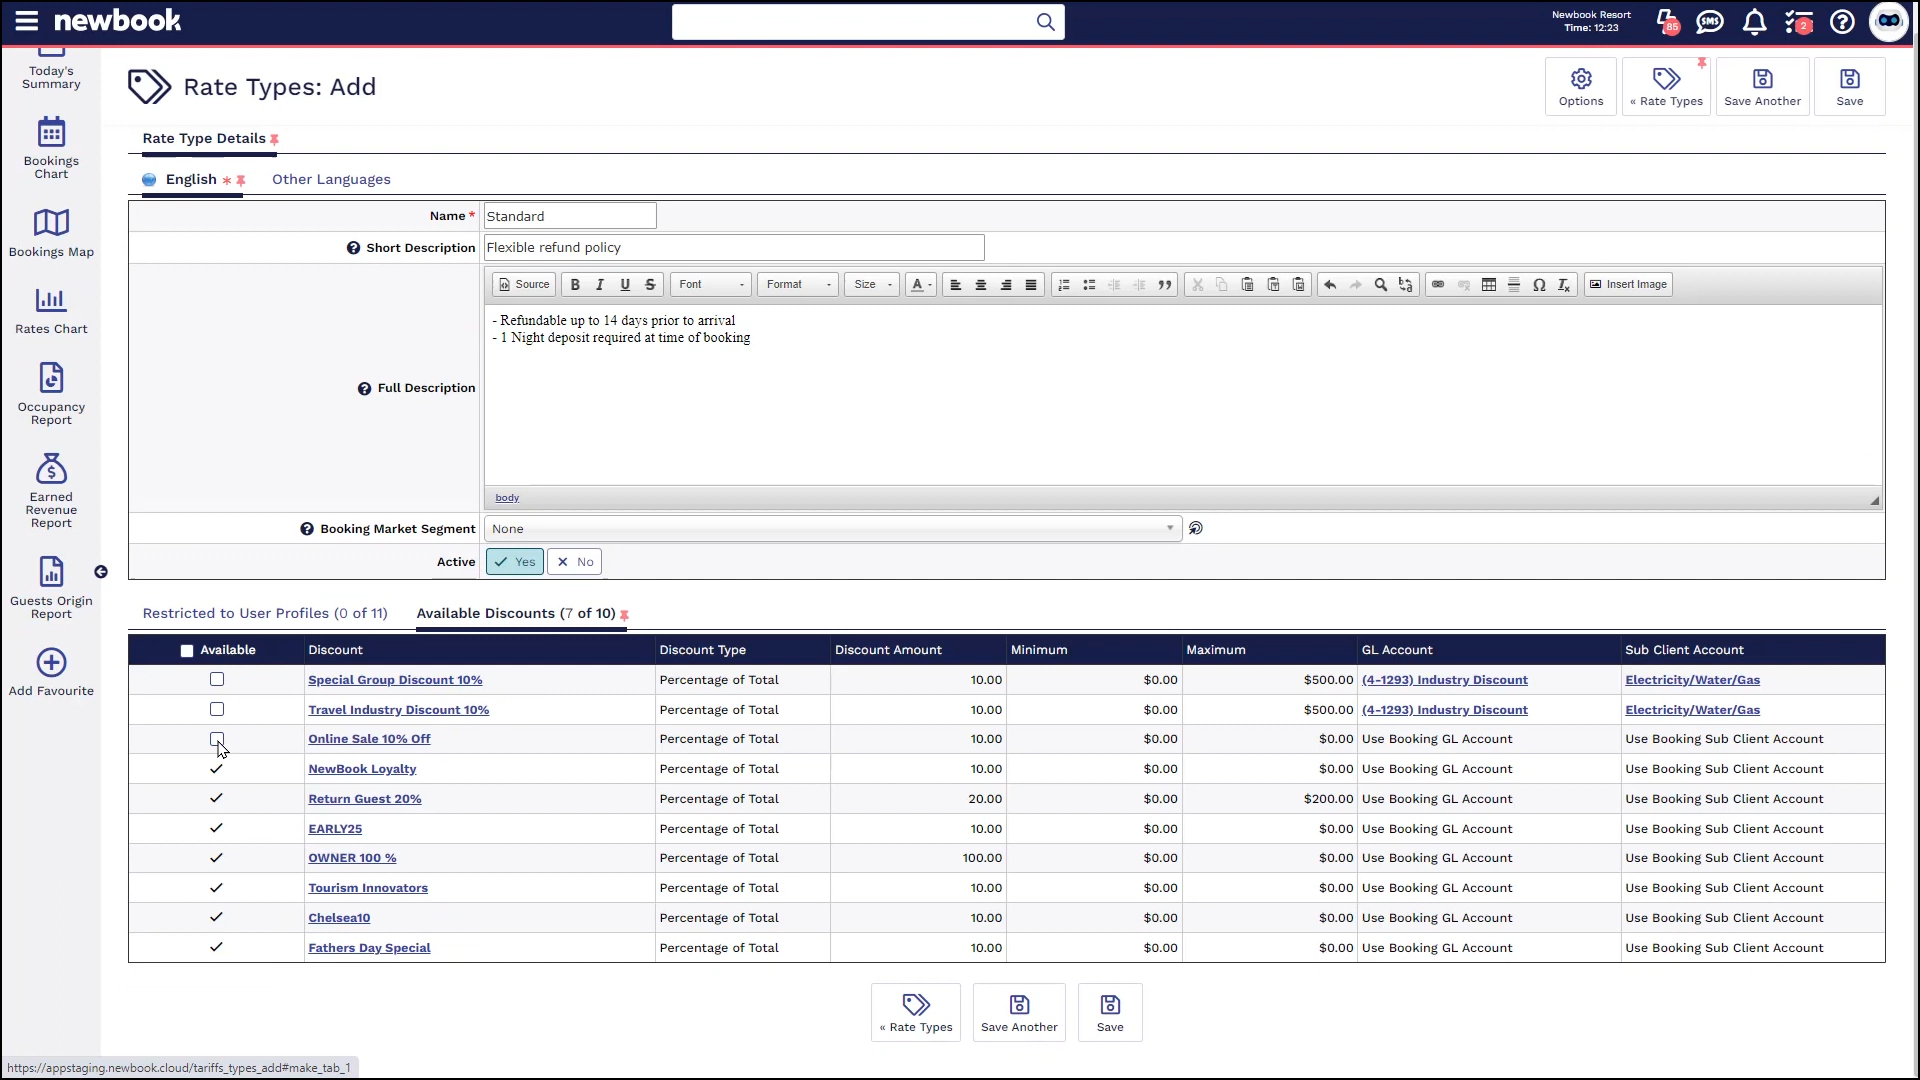 newbook
Newbook Resort
Time: 12:23
85
SMS
2
Today's
Summary
Bookings
Chart
Bookings Map
Rates Chart
Occupancy
Report
Earned
Revenue
Report
Guests Origin
Report
Add Favourite
Rate Types: Add
Options
« Rate Types
Save Another
Save
Rate Type Details
English *
Other Languages
Name *
Standard
Short Description
Flexible refund policy
Source
B I U S
Font
Format
Size
A
Insert Image
Full Description
- Refundable up to 14 days prior to arrival
- 1 Night deposit required at time of booking
body
Booking Market Segment
None
Active
Yes
No
Restricted to User Profiles (0 of 11)
Available Discounts (7 of 10)
Available Discount Discount Type Discount Amount Minimum Maximum GL Account Sub Client Account
Special Group Discount 10% Percentage of Total 10.00 $0.00 $500.00 (4-1293) Industry Discount Electricity/Water/Gas
Travel Industry Discount 10% Percentage of Total 10.00 $0.00 $500.00 (4-1293) Industry Discount Electricity/Water/Gas
Online Sale 10% Off Percentage of Total 10.00 $0.00 $0.00 Use Booking GL Account Use Booking Sub Client Account
NewBook Loyalty Percentage of Total 10.00 $0.00 $0.00 Use Booking GL Account Use Booking Sub Client Account
Return Guest 20% Percentage of Total 20.00 $0.00 $200.00 Use Booking GL Account Use Booking Sub Client Account
EARLY25 Percentage of Total 10.00 $0.00 $0.00 Use Booking GL Account Use Booking Sub Client Account
OWNER 100 % Percentage of Total 100.00 $0.00 $0.00 Use Booking GL Account Use Booking Sub Client Account
Tourism Innovators Percentage of Total 10.00 $0.00 $0.00 Use Booking GL Account Use Booking Sub Client Account
Chelsea10 Percentage of Total 10.00 $0.00 $0.00 Use Booking GL Account Use Booking Sub Client Account
Fathers Day Special Percentage of Total 10.00 $0.00 $0.00 Use Booking GL Account Use Booking Sub Client Account
« Rate Types
Save Another
Save
https://appstaging.newbook.cloud/tariffs_types_add#make_tab_1